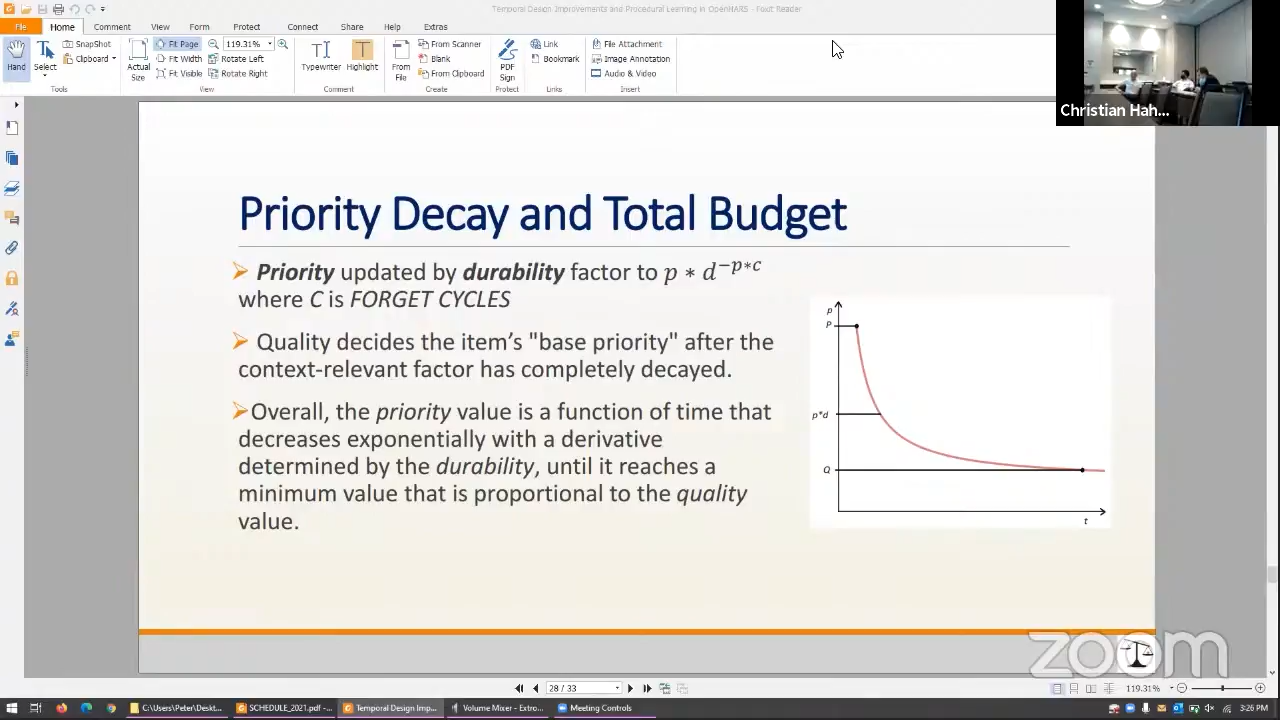 Temporal Design Improvements and Procedural Learning in OpenNARS - Foxit Reader
File Home Comment View Form Protect Connect Share Help Extras
Hand
Select
SnapShot
Clipboard
Tools
Actual Size
Fit Page
Fit Width
Fit Visible
119.31%
Rotate Left
Rotate Right
View
Typewriter
Highlight
Comment
From File
From Scanner
Blank
From Clipboard
Create
PDF Sign
Protect
Link
Bookmark
Links
File Attachment
Image Annotation
Audio & Video
Insert
Christian Hah...
Priority Decay and Total Budget
➢ Priority updated by durability factor to p ∗ d^{−p∗c}
where C is FORGET CYCLES
➢ Quality decides the item’s "base priority" after the
context-relevant factor has completely decayed.
➢Overall, the priority value is a function of time that
decreases exponentially with a derivative
determined by the durability, until it reaches a
minimum value that is proportional to the quality
value.
p
P
p*d
Q
t
zoom
28 / 33
119.31%
C:\Users\Peter\Deskt...
SCHEDULE_2021.pdf -...
Temporal Design Imp...
Volume Mixer - Extro...
Meeting Controls
3:26 PM